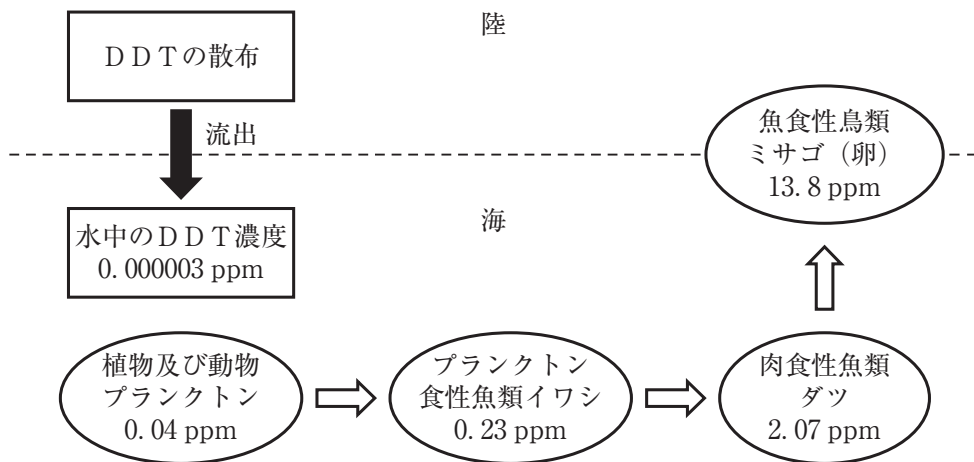 陸
DDTの散布
流出
魚食性鳥類
ミサゴ（卵）
13.8 ppm
海
水中のDDT濃度
0.000003 ppm
植物及び動物
プランクトン
0.04 ppm
プランクトン
食性魚類イワシ
0.23 ppm
肉食性魚類
ダツ
2.07 ppm